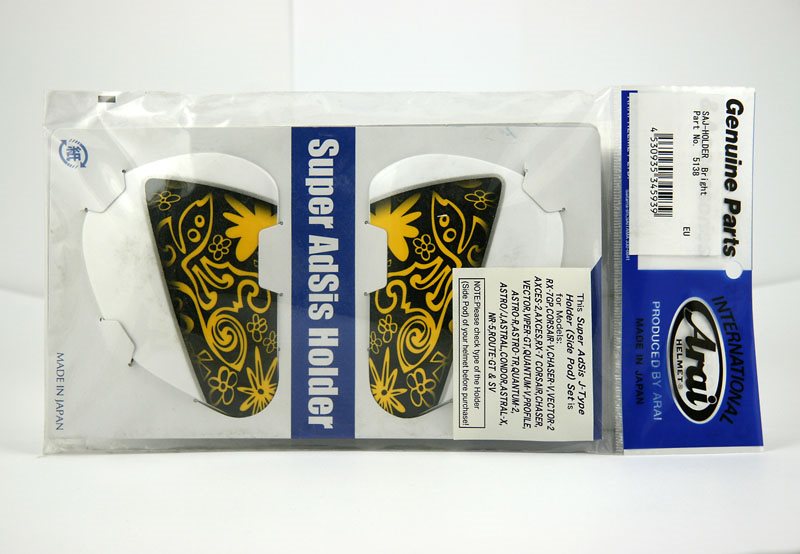 紙
MADE IN JAPAN
Super AdSis Holder
This Super AdSis J-Type
Holder (Side Pod) Set is
for Models:
RX-7GP,CORSAIR-V,CHASER-V,VECTOR-2
AXCES-2,AXCES,RX-7 CORSAIR,CHASER,
VECTOR,VIPER-GT,QUANTUM-V,PROFILE,
ASTRO-R,ASTRO-TR,QUANTUM-2,
ASTRO/J,ASTRAL,CONDOR,ASTRAL-X,
NR-5,ROUTE-GT & SV
NOTE:Please check type of the Holder
(Side Pod) of your helmet before purchase!
Genuine Parts
SAJ-HOLDER Bright
Part No. 5138
4530935345939
EU
INTERNATIONAL
Arai
HELMET
PRODUCED BY ARAI
MADE IN JAPAN